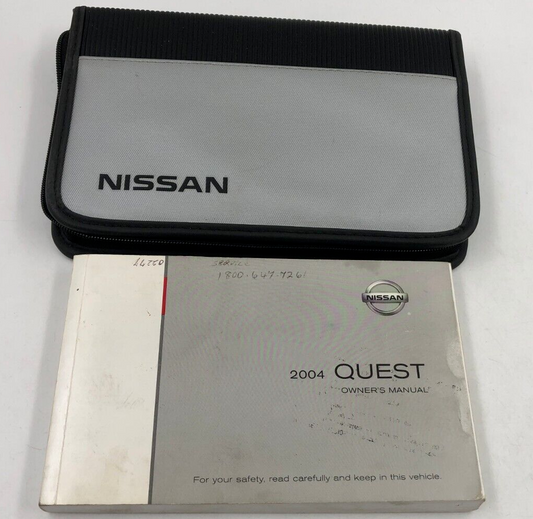 NISSAN
1800-647-7261
NISSAN
2004 QUEST
OWNER'S MANUAL
For your safety, read carefully and keep in this vehicle.